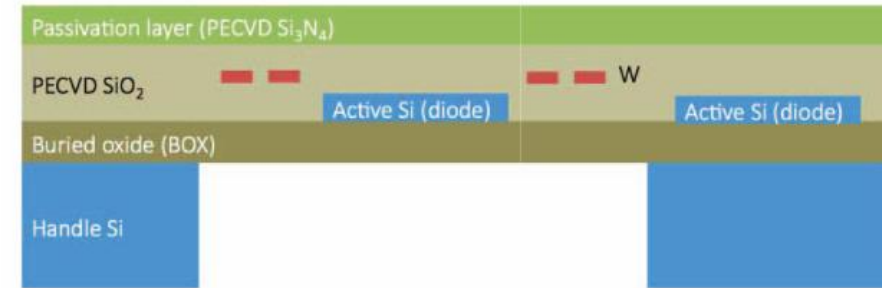 Passivation layer (PECVD Si₃N₄)
PECVD SiO₂
W
Active Si (diode)
Active Si (diode)
Buried oxide (BOX)
Handle Si